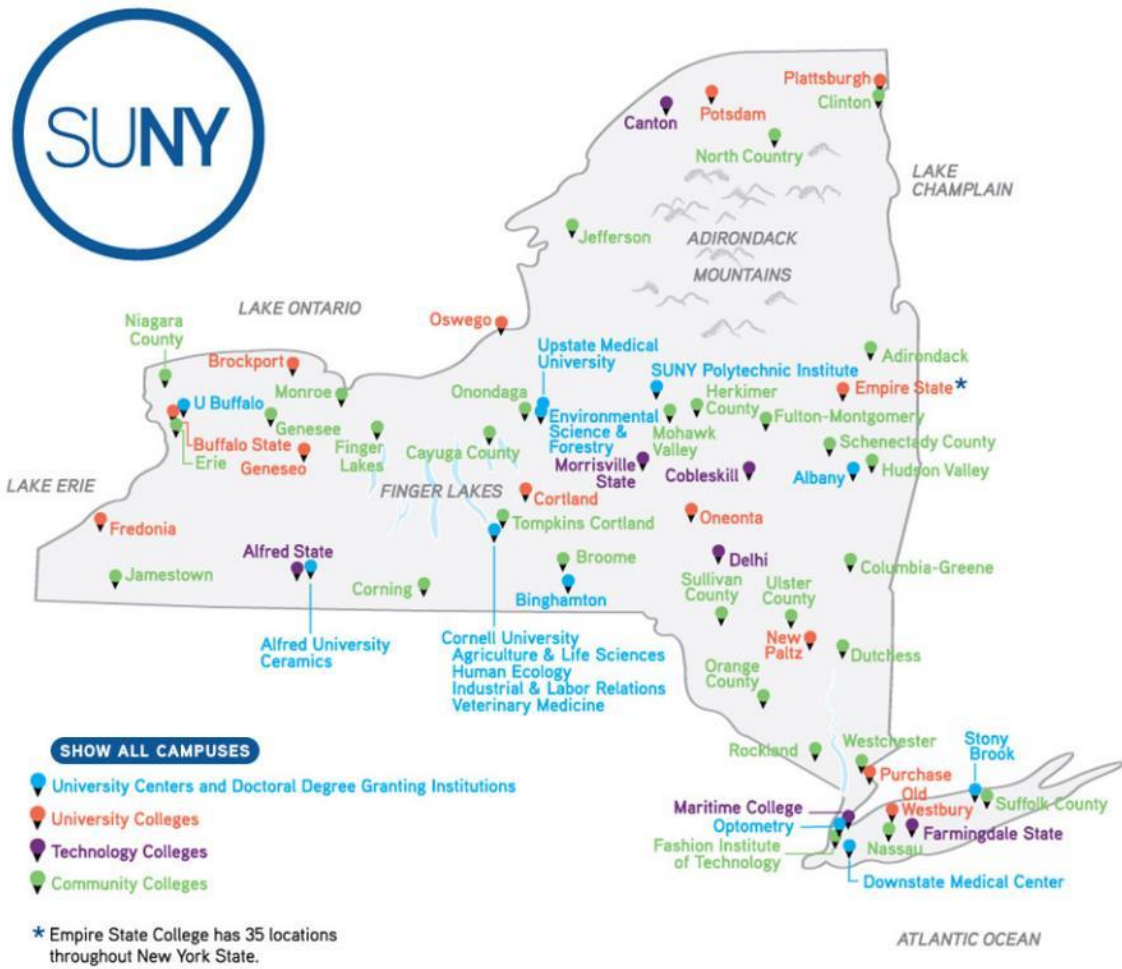 SUNY
Plattsburgh
Clinton
Canton
Potsdam
North Country
LAKE
CHAMPLAIN
Jefferson
ADIRONDACK
MOUNTAINS
LAKE ONTARIO
Niagara
County
Oswego
Brockport
Upstate Medical
University
Adirondack
SUNY Polytechnic Institute
Empire State*
Monroe
Onondaga
Herkimer
County
U Buffalo
Environmental
Science &
Forestry
Fulton-Montgomery
Genesee
Mohawk
Valley
Buffalo State
Erie
Finger
Lakes
Cayuga County
Schenectady County
Geneseo
Morrisville
State
Cobleskill
Albany
Hudson Valley
LAKE ERIE
FINGER LAKES
Cortland
Fredonia
Tompkins Cortland
Oneonta
Alfred State
Broome
Delhi
Columbia-Greene
Jamestown
Corning
Binghamton
Sullivan
County
Ulster
County
Alfred University
Ceramics
Cornell University
Agriculture & Life Sciences
Human Ecology
Industrial & Labor Relations
Veterinary Medicine
New
Paltz
Dutchess
Orange
County
Rockland
Westchester
Stony
Brook
Purchase
Old
Westbury
Suffolk County
Maritime College
Optometry
Farmingdale State
Fashion Institute
of Technology
Nassau
Downstate Medical Center
ATLANTIC OCEAN
SHOW ALL CAMPUSES
University Centers and Doctoral Degree Granting Institutions
University Colleges
Technology Colleges
Community Colleges
* Empire State College has 35 locations
throughout New York State.